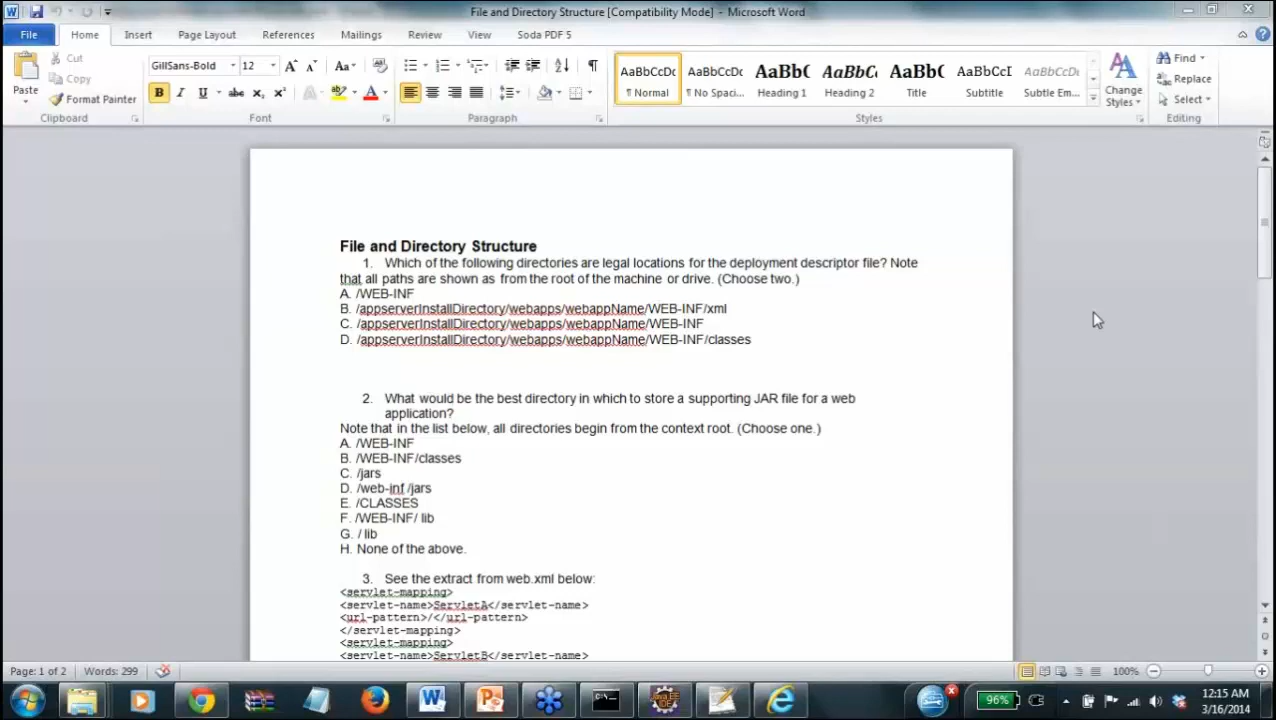 File and Directory Structure [Compatibility Mode] - Microsoft Word
File Home Insert Page Layout References Mailings Review View Soda PDF 5
Paste Cut Copy Format Painter
GillSans-Bold 12
AaBbCcDc AaBbCcDc AaBbC AaBbCc AaBbC AaBbCcDc AaBbCcDc
¶ Normal ¶ No Spaci... Heading 1 Heading 2 Title Subtitle Subtle Em...
Change Styles
Find Replace Select
Clipboard Font Paragraph Styles Editing
File and Directory Structure
1. Which of the following directories are legal locations for the deployment descriptor file? Note
that all paths are shown as from the root of the machine or drive. (Choose two.)
A. /WEB-INF
B. /appserverInstallDirectory/webapps/webappName/WEB-INF/xml
C. /appserverInstallDirectory/webapps/webappName/WEB-INF
D. /appserverInstallDirectory/webapps/webappName/WEB-INF/classes
2. What would be the best directory in which to store a supporting JAR file for a web
application?
Note that in the list below, all directories begin from the context root. (Choose one.)
A. /WEB-INF
B. /WEB-INF/classes
C. /jars
D. /web-inf /jars
E. /CLASSES
F. /WEB-INF/ lib
G. / lib
H. None of the above.
3. See the extract from web.xml below:
<servlet-mapping>
<servlet-name>ServletA</servlet-name>
<url-pattern>/</url-pattern>
</servlet-mapping>
<servlet-mapping>
<servlet-name>ServletB</servlet-name>
Page: 1 of 2 Words: 299 100%
96% 12:15 AM
3/16/2014